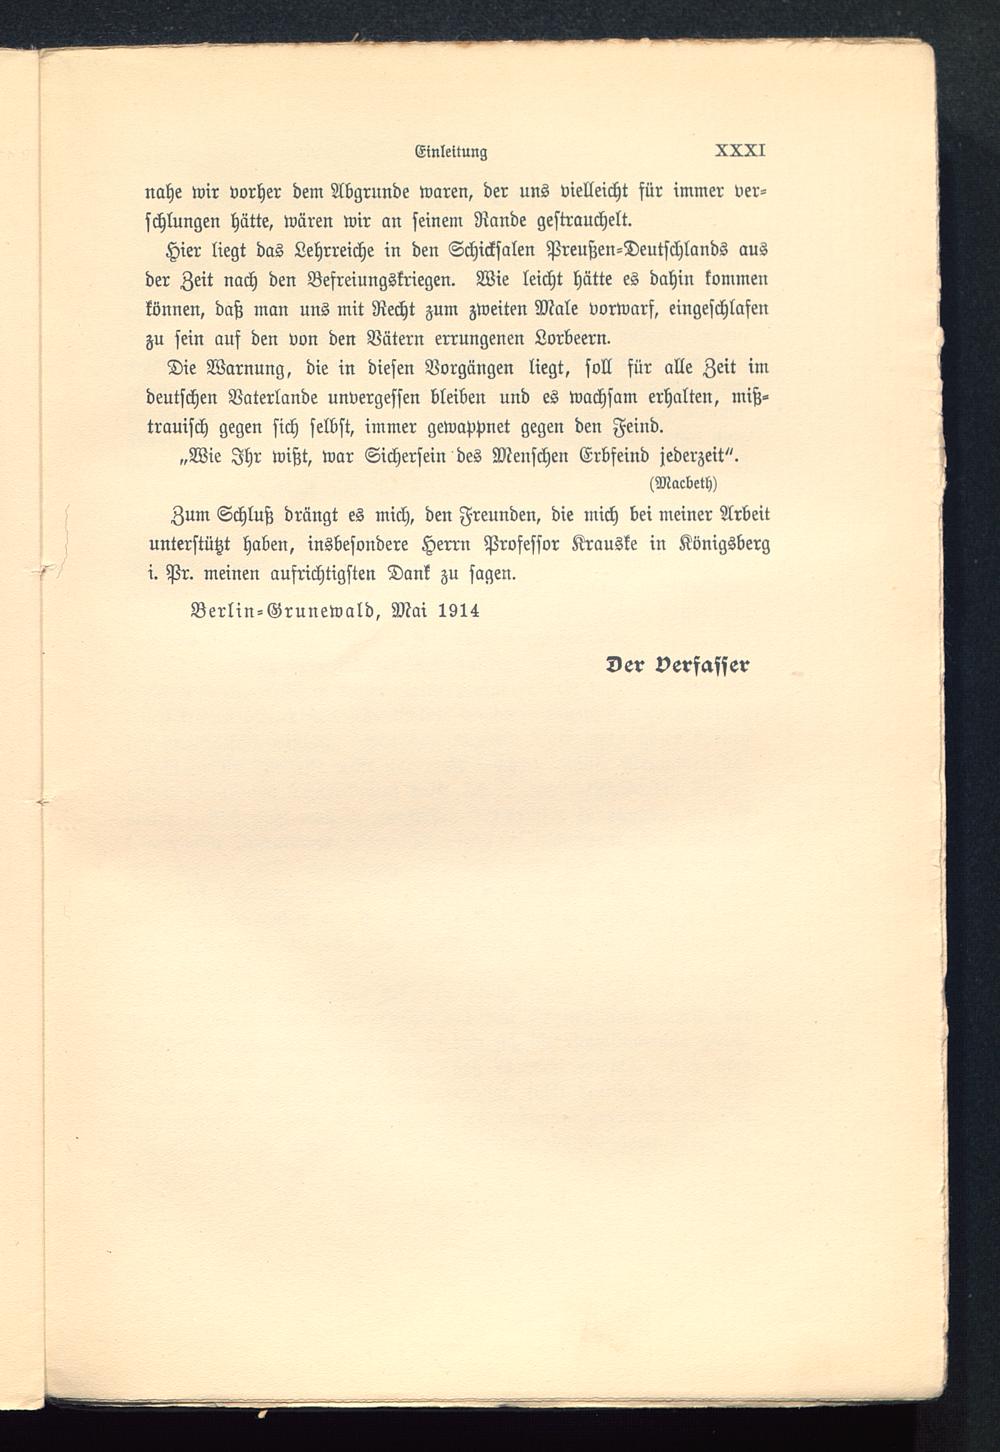 Einleitung XXXI
nahe wir vorher dem Abgrunde waren, der uns vielleicht für immer ver-
schlungen hätte, wären wir an seinem Rande gestrauchelt.
Hier liegt das Lehrreiche in den Schicksalen Preußen-Deutschlands aus
der Zeit nach den Befreiungskriegen. Wie leicht hätte es dahin kommen
können, daß man uns mit Recht zum zweiten Male vorwarf, eingeschlafen
zu sein auf den von den Vätern errungenen Lorbeern.
Die Warnung, die in diesen Vorgängen liegt, soll für alle Zeit im
deutschen Vaterlande unvergessen bleiben und es wachsam erhalten, miß-
trauisch gegen sich selbst, immer gewappnet gegen den Feind.
„Wie Ihr wißt, war Sichersein des Menschen Erbfeind jederzeit“.
(Macbeth)
Zum Schluß drängt es mich, den Freunden, die mich bei meiner Arbeit
unterstützt haben, insbesondere Herrn Professor Krauske in Königsberg
i. Pr. meinen aufrichtigsten Dank zu sagen.
Berlin-Grunewald, Mai 1914
Der Verfasser